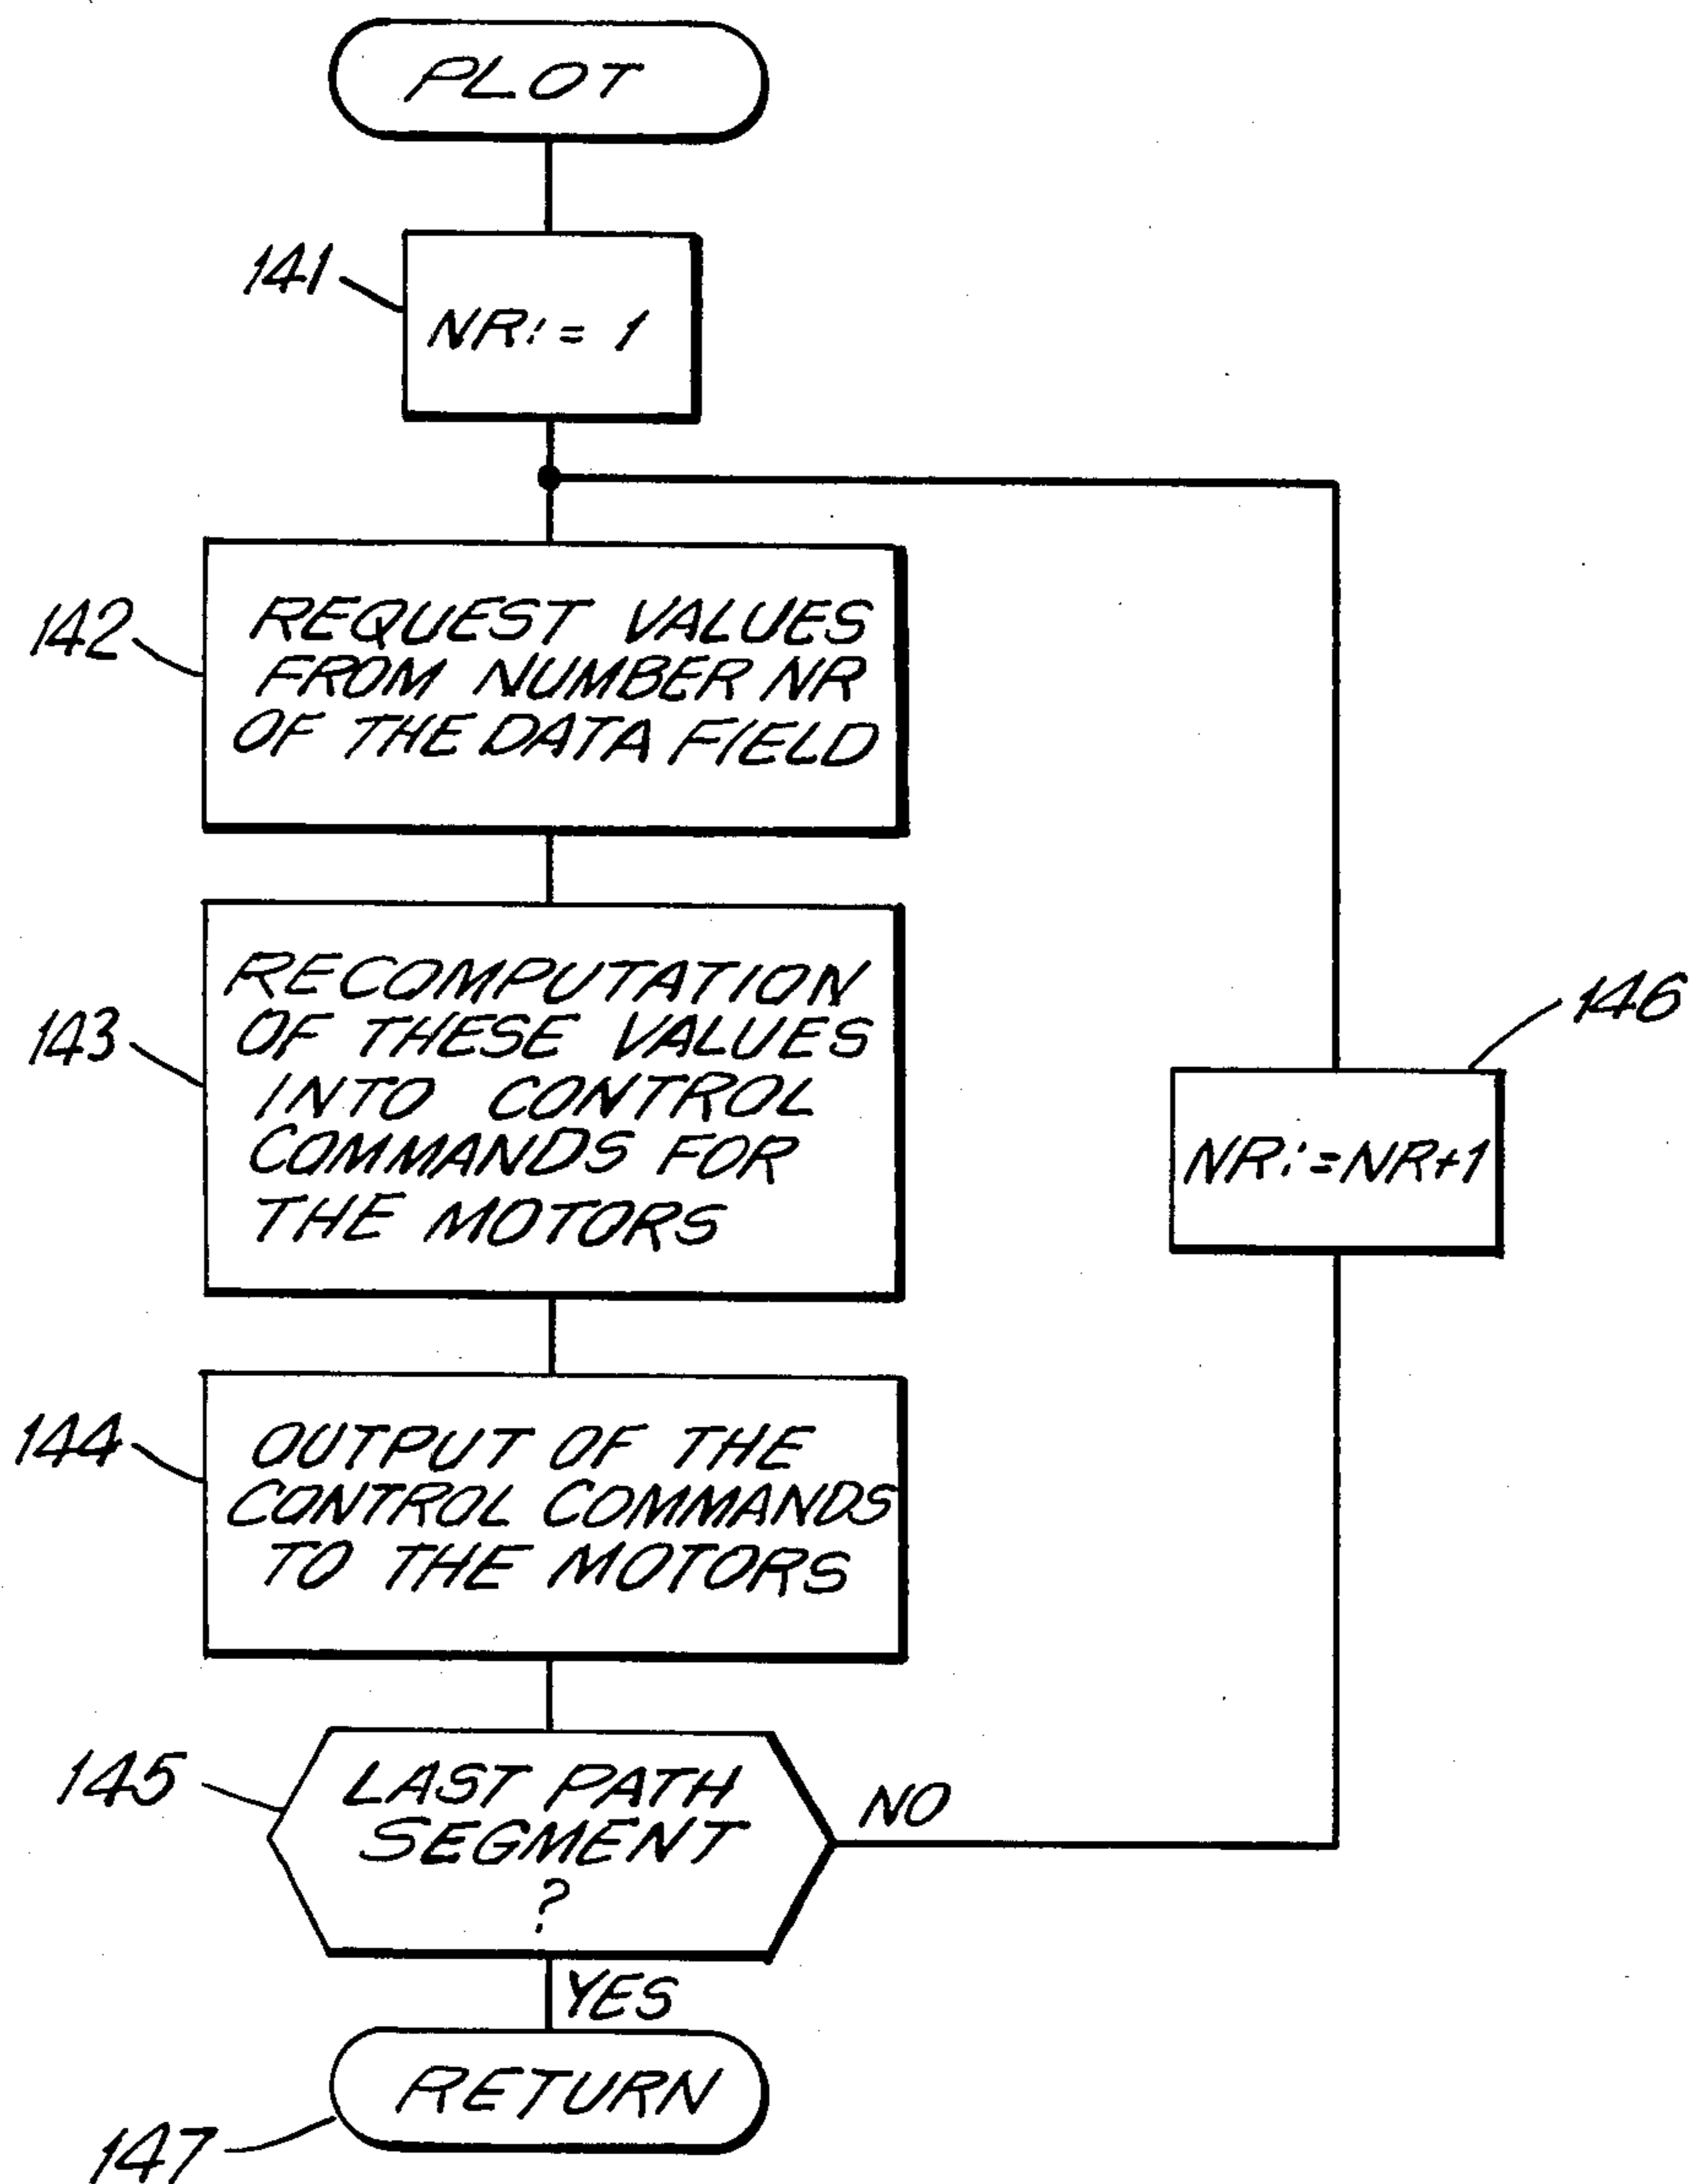 PLOT
141
NR:= 1
142
REQUEST VALUES
FROM NUMBER NR
OF THE DATA FIELD
143
RECOMPUTATION
OF THESE VALUES
INTO CONTROL
COMMANDS FOR
THE MOTORS
146
NR:=NR+1
144
OUTPUT OF THE
CONTROL COMMANDS
TO THE MOTORS
145
LAST PATH
SEGMENT
?
NO
YES
RETURN
147